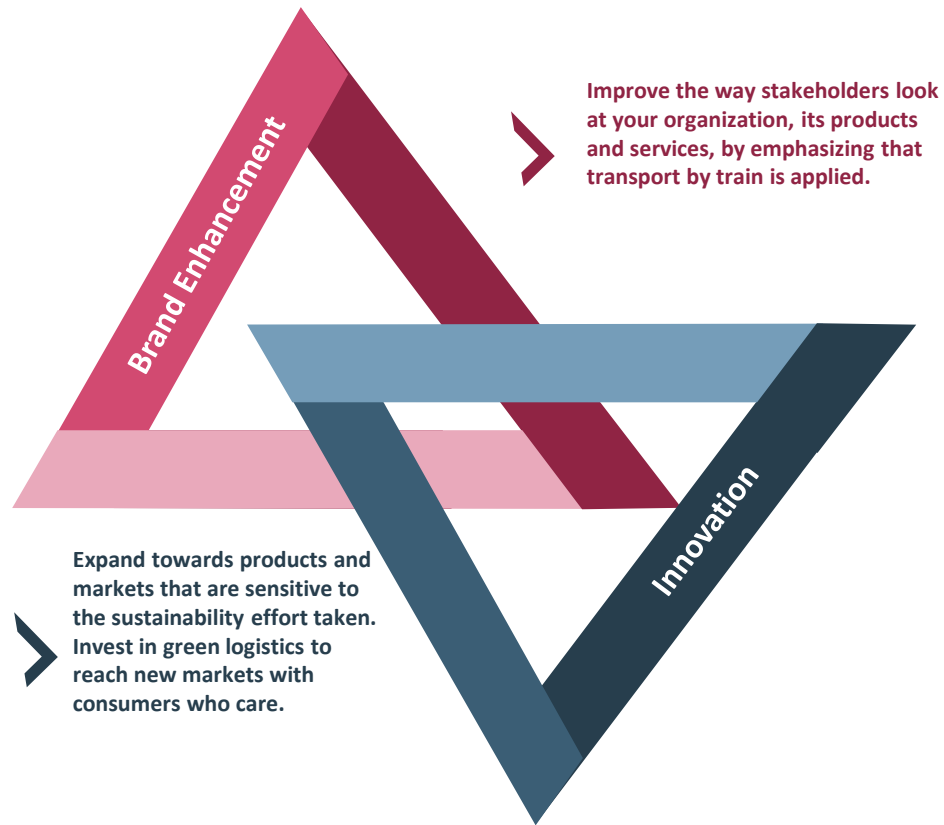 Brand Enhancement
Improve the way stakeholders look
at your organization, its products
and services, by emphasizing that
transport by train is applied.
Innovation
Expand towards products and
markets that are sensitive to
the sustainability effort taken.
Invest in green logistics to
reach new markets with
consumers who care.